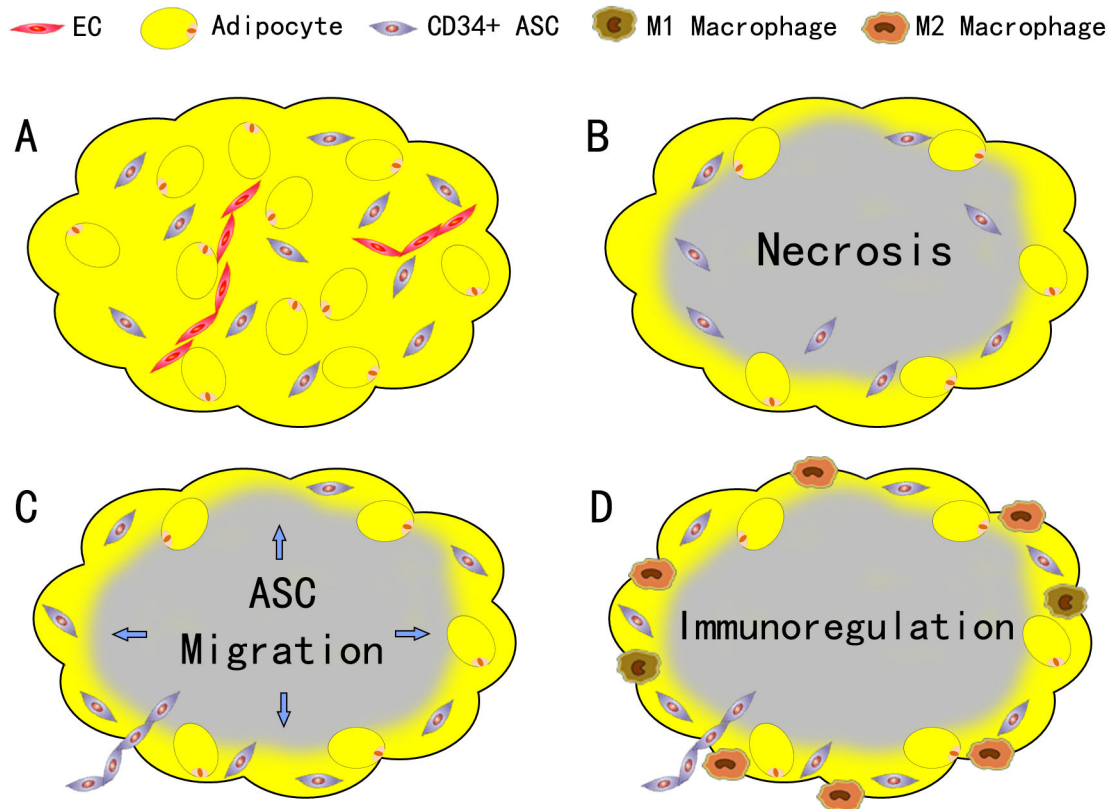 EC Adipocyte CD34+ ASC M1 Macrophage M2 Macrophage
A
B
Necrosis
C
ASC
Migration
D
Immunoregulation